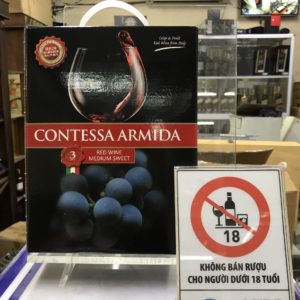 Crisp & Fruit
Red Wine from Italy
CONTESSA ARMIDA
3
RED WINE
MEDIUM SWEET
18
KHÔNG BÁN RƯỢU
CHO NGƯỜI DƯỚI 18 TUỔI